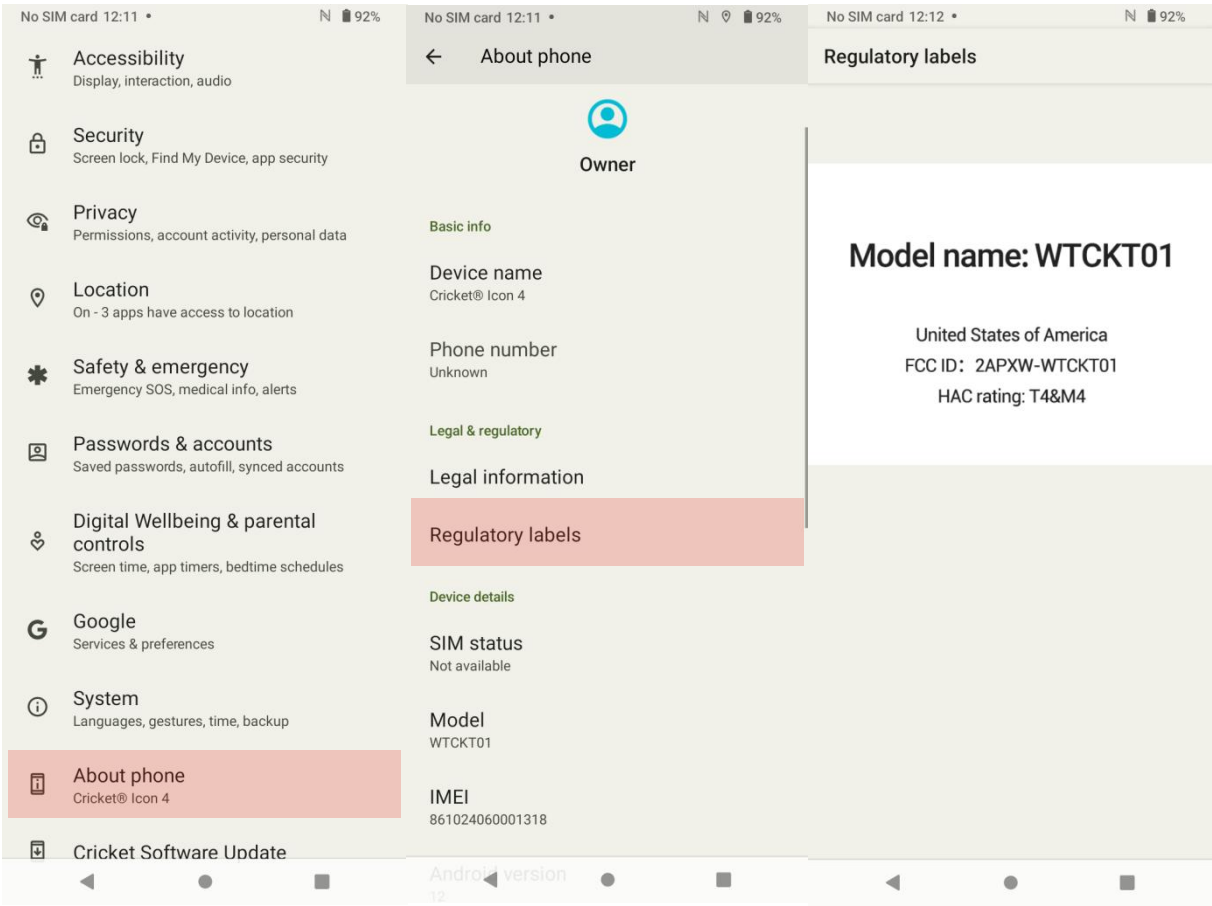 No SIM card 12:11 •
92%
Accessibility
Display, interaction, audio
Security
Screen lock, Find My Device, app security
Privacy
Permissions, account activity, personal data
Location
On - 3 apps have access to location
Safety & emergency
Emergency SOS, medical info, alerts
Passwords & accounts
Saved passwords, autofill, synced accounts
Digital Wellbeing & parental
controls
Screen time, app timers, bedtime schedules
Google
Services & preferences
System
Languages, gestures, time, backup
About phone
Cricket® Icon 4
Cricket Software Update
No SIM card 12:11 •
92%
About phone
Owner
Basic info
Device name
Cricket® Icon 4
Phone number
Unknown
Legal & regulatory
Legal information
Regulatory labels
Device details
SIM status
Not available
Model
WTCKT01
IMEI
861024060001318
Android version
12
No SIM card 12:12 •
92%
Regulatory labels
Model name: WTCKT01
United States of America
FCC ID: 2APXW-WTCKT01
HAC rating: T4&M4